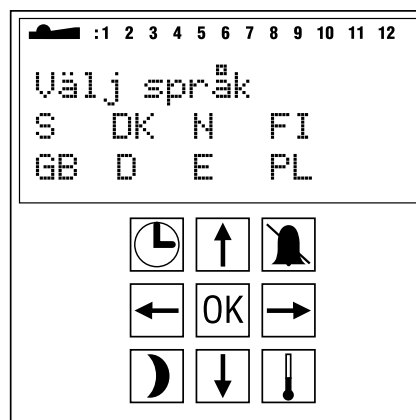 :1 2 3 4 5 6 7 8 9 10 11 12
Välj språk
S DK N FI
GB D E PL
OK